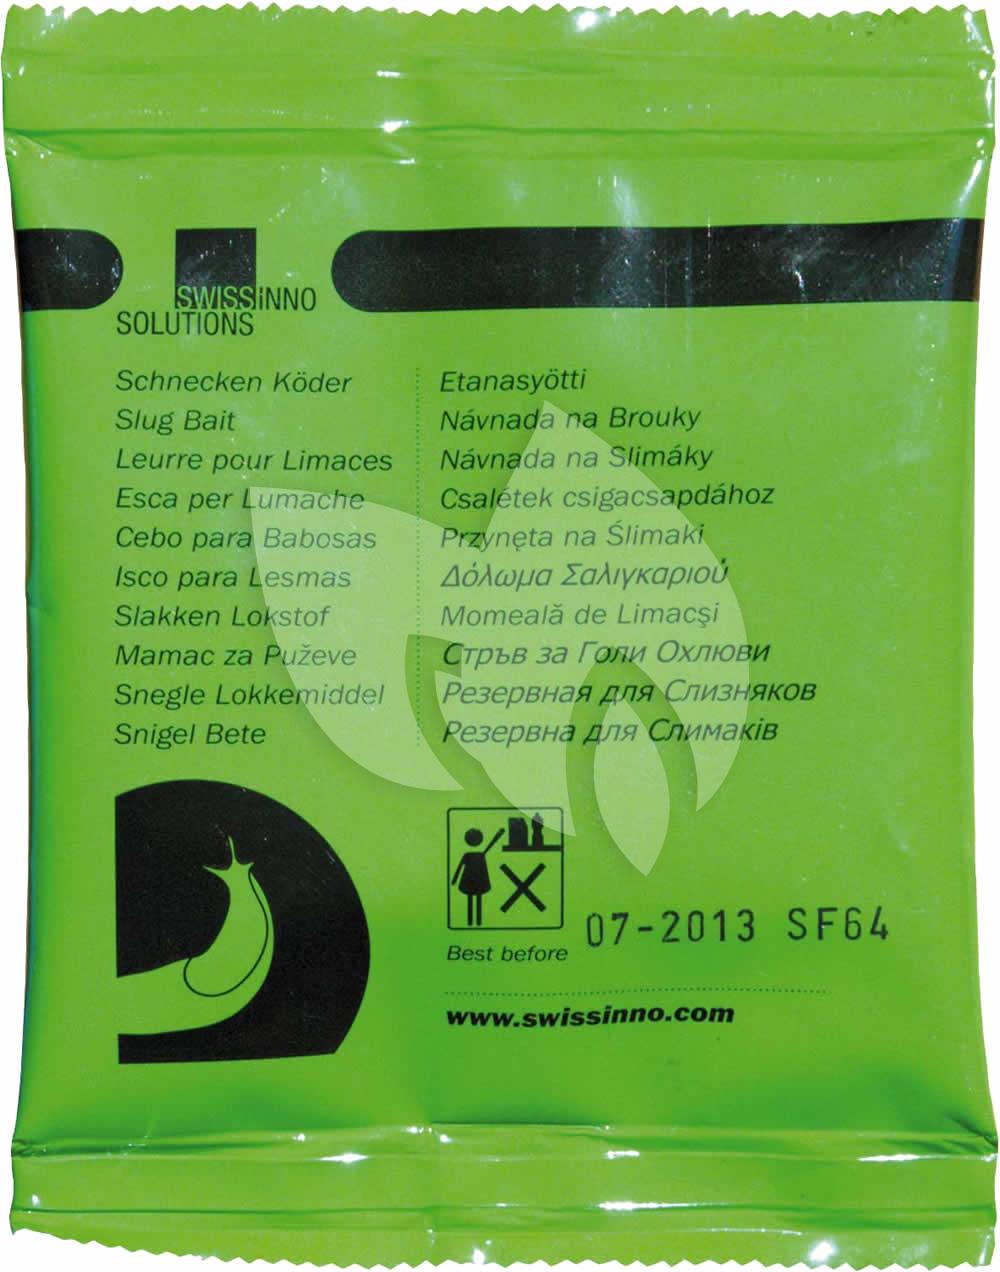 SWISSiNNO
SOLUTIONS
Schnecken Köder
Slug Bait
Leurre pour Limaces
Esca per Lumache
Cebo para Babosas
Isco para Lesmas
Slakken Lokstof
Mamac za Puževe
Snegle Lokkemiddel
Snigel Bete
Etanasyötti
Návnada na Brouky
Návnada na Slimáky
Csalétek csigacsapdához
Przynęta na Ślimaki
Δόλωμα Σαλιγκαριού
Momeală de Limacşi
Стръв за Голи Охлюви
Резервная для Слизняков
Резервна для Слимаків
Best before
07-2013 SF64
www.swissinno.com